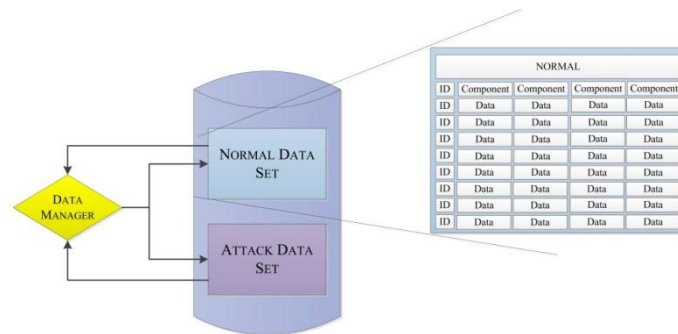 NORMAL
ID Component Component Component Component
ID Data Data Data Data
ID Data Data Data Data
ID Data Data Data Data
ID Data Data Data Data
ID Data Data Data Data
ID Data Data Data Data
ID Data Data Data Data
ID Data Data Data Data
NORMAL DATA
SET
DATA
MANAGER
ATTACK DATA
SET